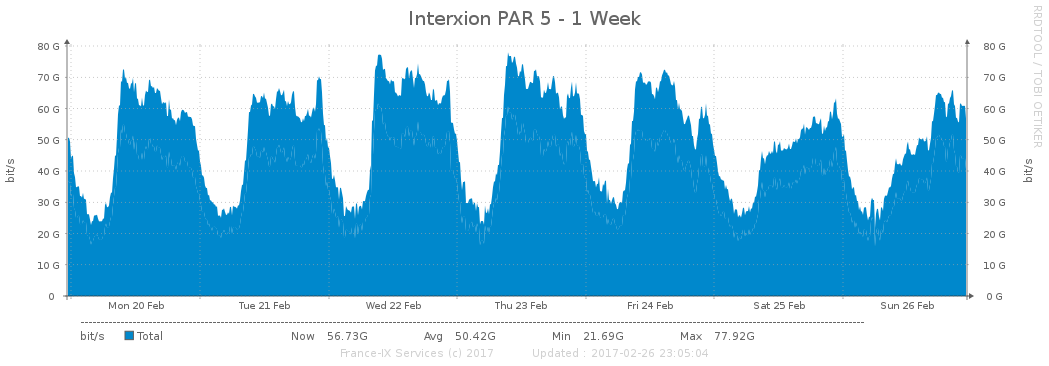 Interxion PAR 5 - 1 Week
RRDTOOL / TOBI OETIKER
80 G 80 G
70 G 70 G
60 G 60 G
50 G 50 G
40 G 40 G
30 G 30 G
20 G 20 G
10 G 10 G
0 0 G
bit/s
bit/s
Mon 20 Feb Tue 21 Feb Wed 22 Feb Thu 23 Feb Fri 24 Feb Sat 25 Feb Sun 26 Feb
bit/s Total Now 56.73G Avg 50.42G Min 21.69G Max 77.92G
France-IX Services (c) 2017 Updated : 2017-02-26 23:05:04